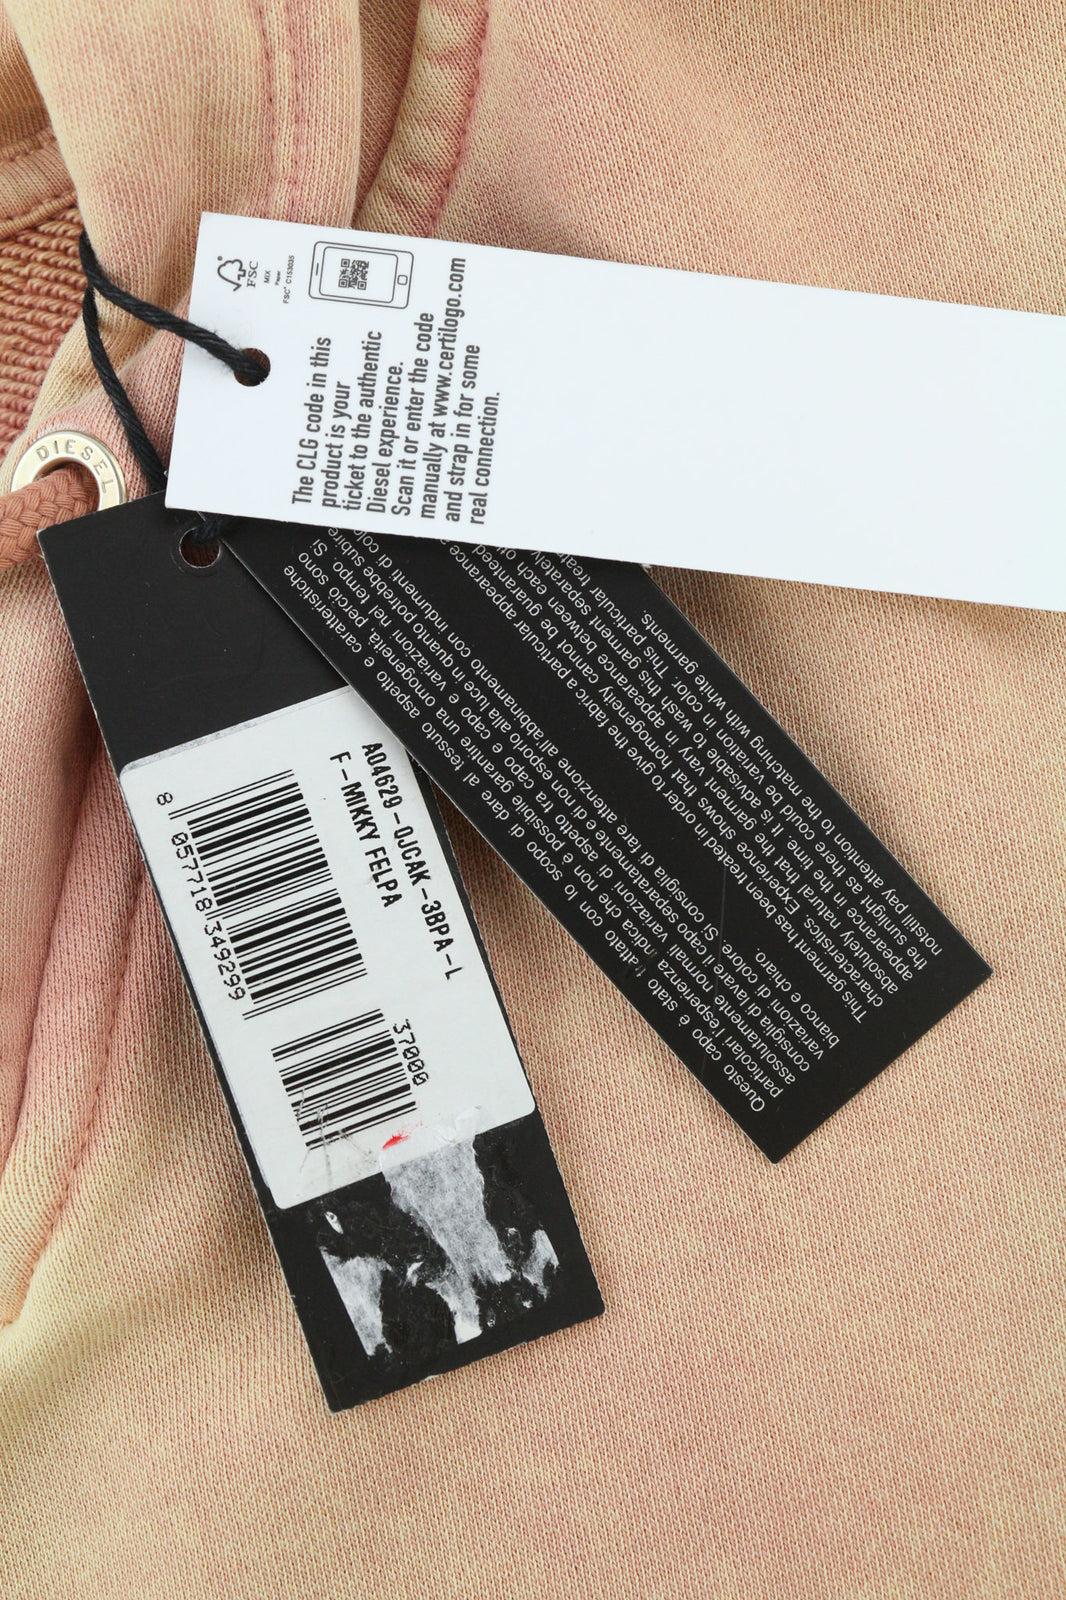 FSC
MIX
Paper
FSC® C153035
The CLG code in this
product is your
ticket to the authentic
Diesel experience.
Scan it or enter the code
manually at www.certilogo.com
and strap in for some
real connection.
DIESEL
A04629-0JCAK-3BPA-L
F-MIKKY FELPA
8 057718 349299
37000
Questo capo è stato trattato con lo scopo di dare al tessuto aspetto e caratteristiche
particolari l'esperienza indica che non è possibile garantire una omogeneità, perciò sono
assolutamente normali variazioni di aspetto tra capo e capo e variazioni nel tempo. Si
consiglia di lavare il capo separatamente e di non esporlo alla luce in quanto potrebbe subire
variazioni di colore. Si consiglia di fare attenzione all'abbinamento con indumenti di
bianco e chiaro.
This garment has been treated in order to give the fabric a particular appearance
characteristics. Experience shows that homogeneity cannot be guaranteed
absolutely natural that the garment vary in appearance between each
appearance in the time. It is advisable to wash this garment separately
the sunlight as there could be variation in color. This particular
notstill pay attention to the matching with white garments.